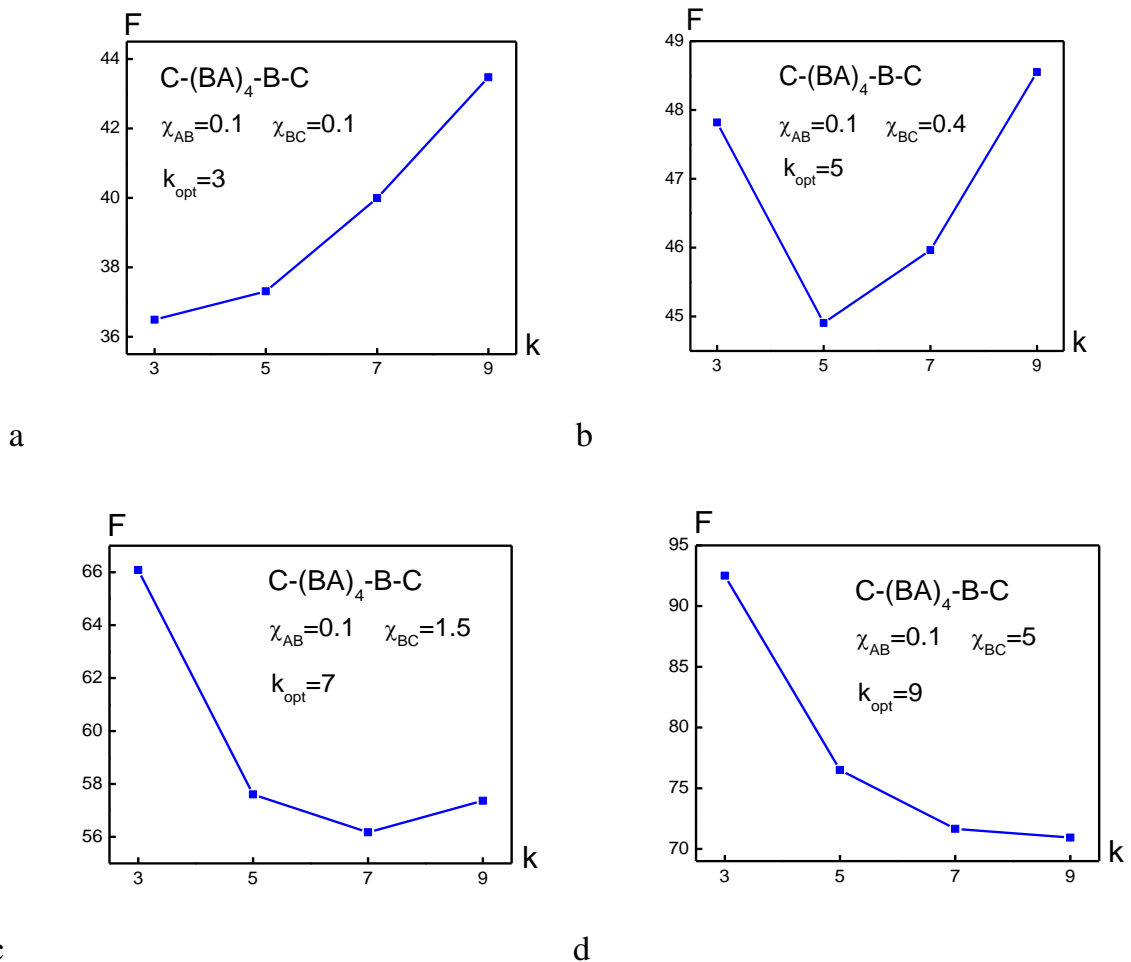 F
44
42
40
38
36
C-(BA)₄-B-C
χAB=0.1 χBC=0.1
kopt=3
3 5 7 9
k
a
F
49
48
47
46
45
C-(BA)₄-B-C
χAB=0.1 χBC=0.4
kopt=5
3 5 7 9
k
b
F
66
64
62
60
58
56
C-(BA)₄-B-C
χAB=0.1 χBC=1.5
kopt=7
3 5 7 9
k
c
F
95
90
85
80
75
70
C-(BA)₄-B-C
χAB=0.1 χBC=5
kopt=9
3 5 7 9
k
d